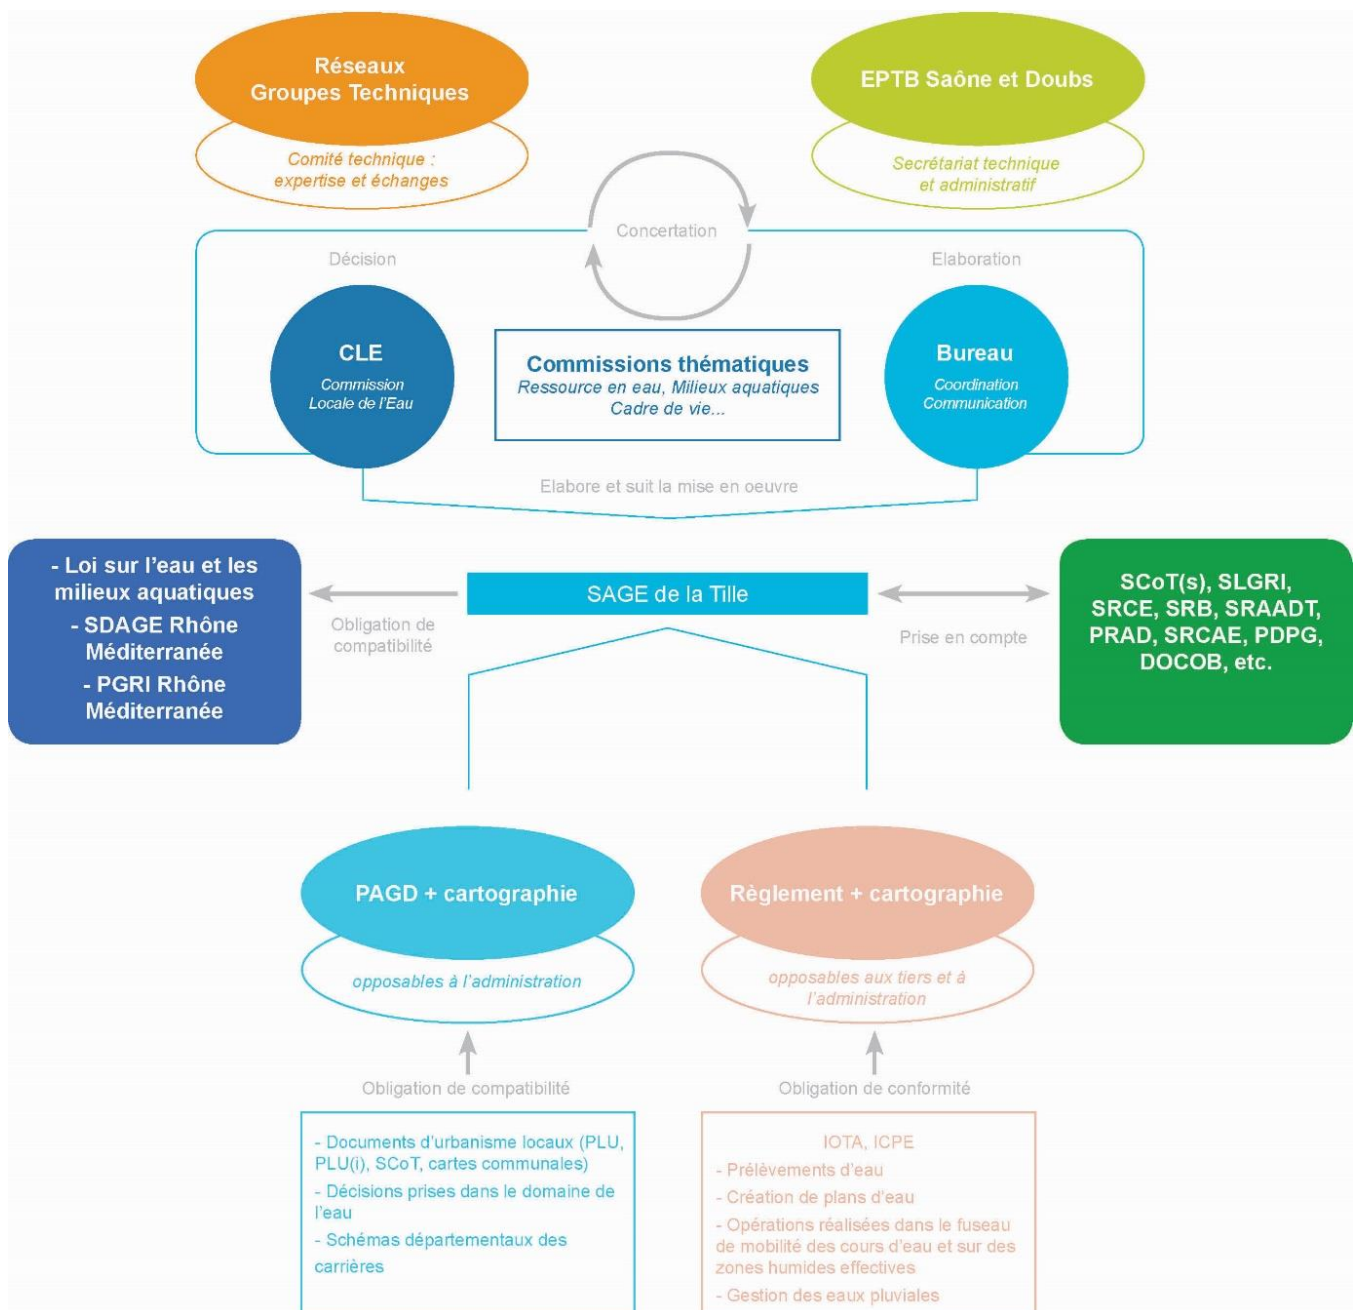 Réseaux
Groupes Techniques
Comité technique :
expertise et échanges
EPTB Saône et Doubs
Secrétariat technique
et administratif
Concertation
Décision
Elaboration
CLE
Commission
Locale de l'Eau
Commissions thématiques
Ressource en eau, Milieux aquatiques
Cadre de vie...
Bureau
Coordination
Communication
Elabore et suit la mise en oeuvre
- Loi sur l'eau et les
milieux aquatiques
- SDAGE Rhône
Méditerranée
- PGRI Rhône
Méditerranée
Obligation de
compatibilité
SAGE de la Tille
Prise en compte
SCoT(s), SLGRI,
SRCE, SRB, SRAADT,
PRAD, SRCAE, PDPG,
DOCOB, etc.
PAGD + cartographie
opposables à l'administration
Obligation de compatibilité
- Documents d'urbanisme locaux (PLU,
PLU(i), SCoT, cartes communales)
- Décisions prises dans le domaine de
l'eau
- Schémas départementaux des
carrières
Règlement + cartographie
opposables aux tiers et à
l'administration
Obligation de conformité
IOTA, ICPE
- Prélèvements d'eau
- Création de plans d'eau
- Opérations réalisées dans le fuseau
de mobilité des cours d'eau et sur des
zones humides effectives
- Gestion des eaux pluviales